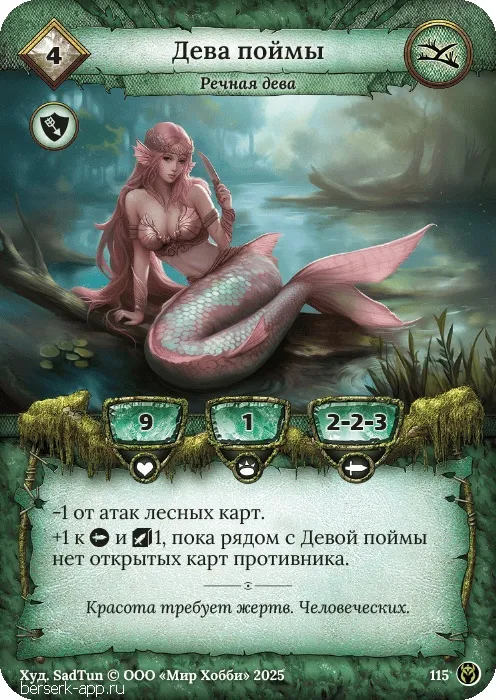 4
Дева поймы
Речная дева
9
1
2-2-3
-1 от атак лесных карт.
+1 к и 1, пока рядом с Девой поймы
нет открытых карт противника.
Красота требует жертв. Человеческих.
Худ. SadTun © ООО «Мир Хобби» 2025
115
berserk-app.ru